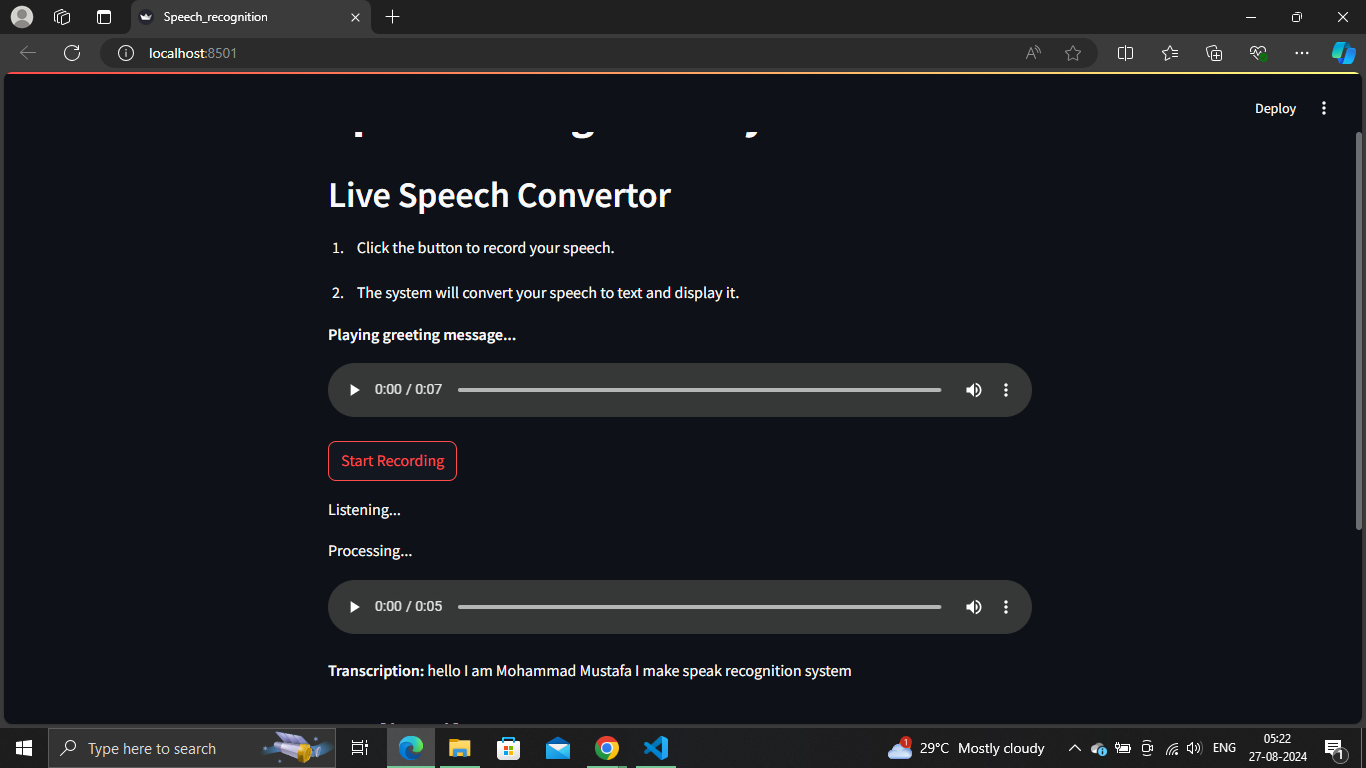 Speech_recognition
localhost:8501
Deploy
Live Speech Convertor
1. Click the button to record your speech.
2. The system will convert your speech to text and display it.
Playing greeting message...
0:00 / 0:07
Start Recording
Listening...
Processing...
0:00 / 0:05
Transcription: hello I am Mohammad Mustafa I make speak recognition system
Type here to search
1
29°C Mostly cloudy
ENG
05:22
27-08-2024
1